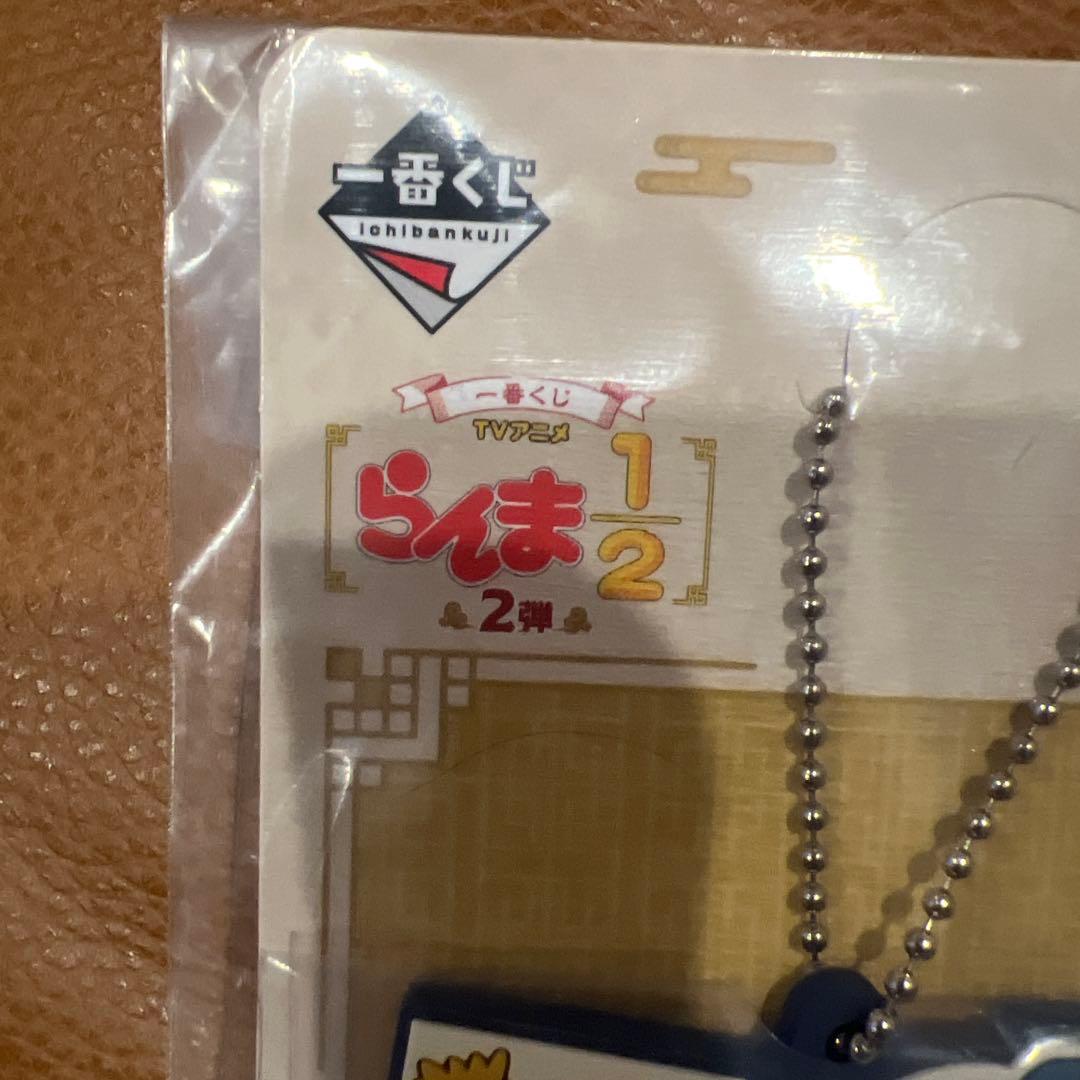 一番くじ
ichibankuji
一番くじ
TVアニメ
らんま1/2
2弾